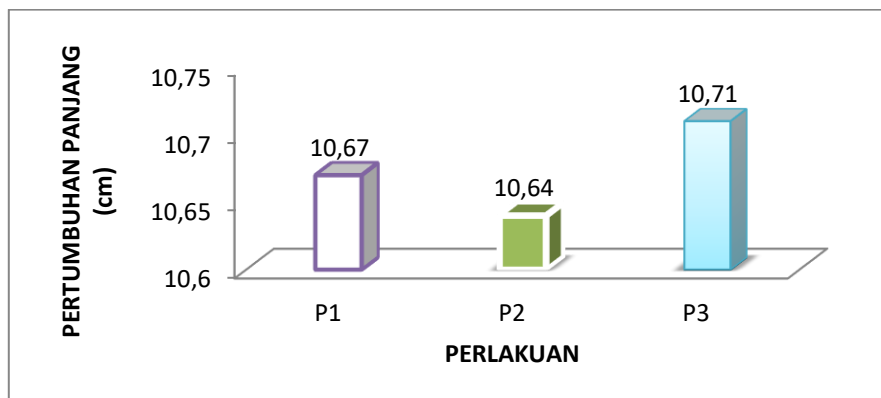 PERTUMBUHAN PANJANG
(cm)
10,75
10,7
10,65
10,6
10,67
10,64
10,71
P1
P2
P3
PERLAKUAN